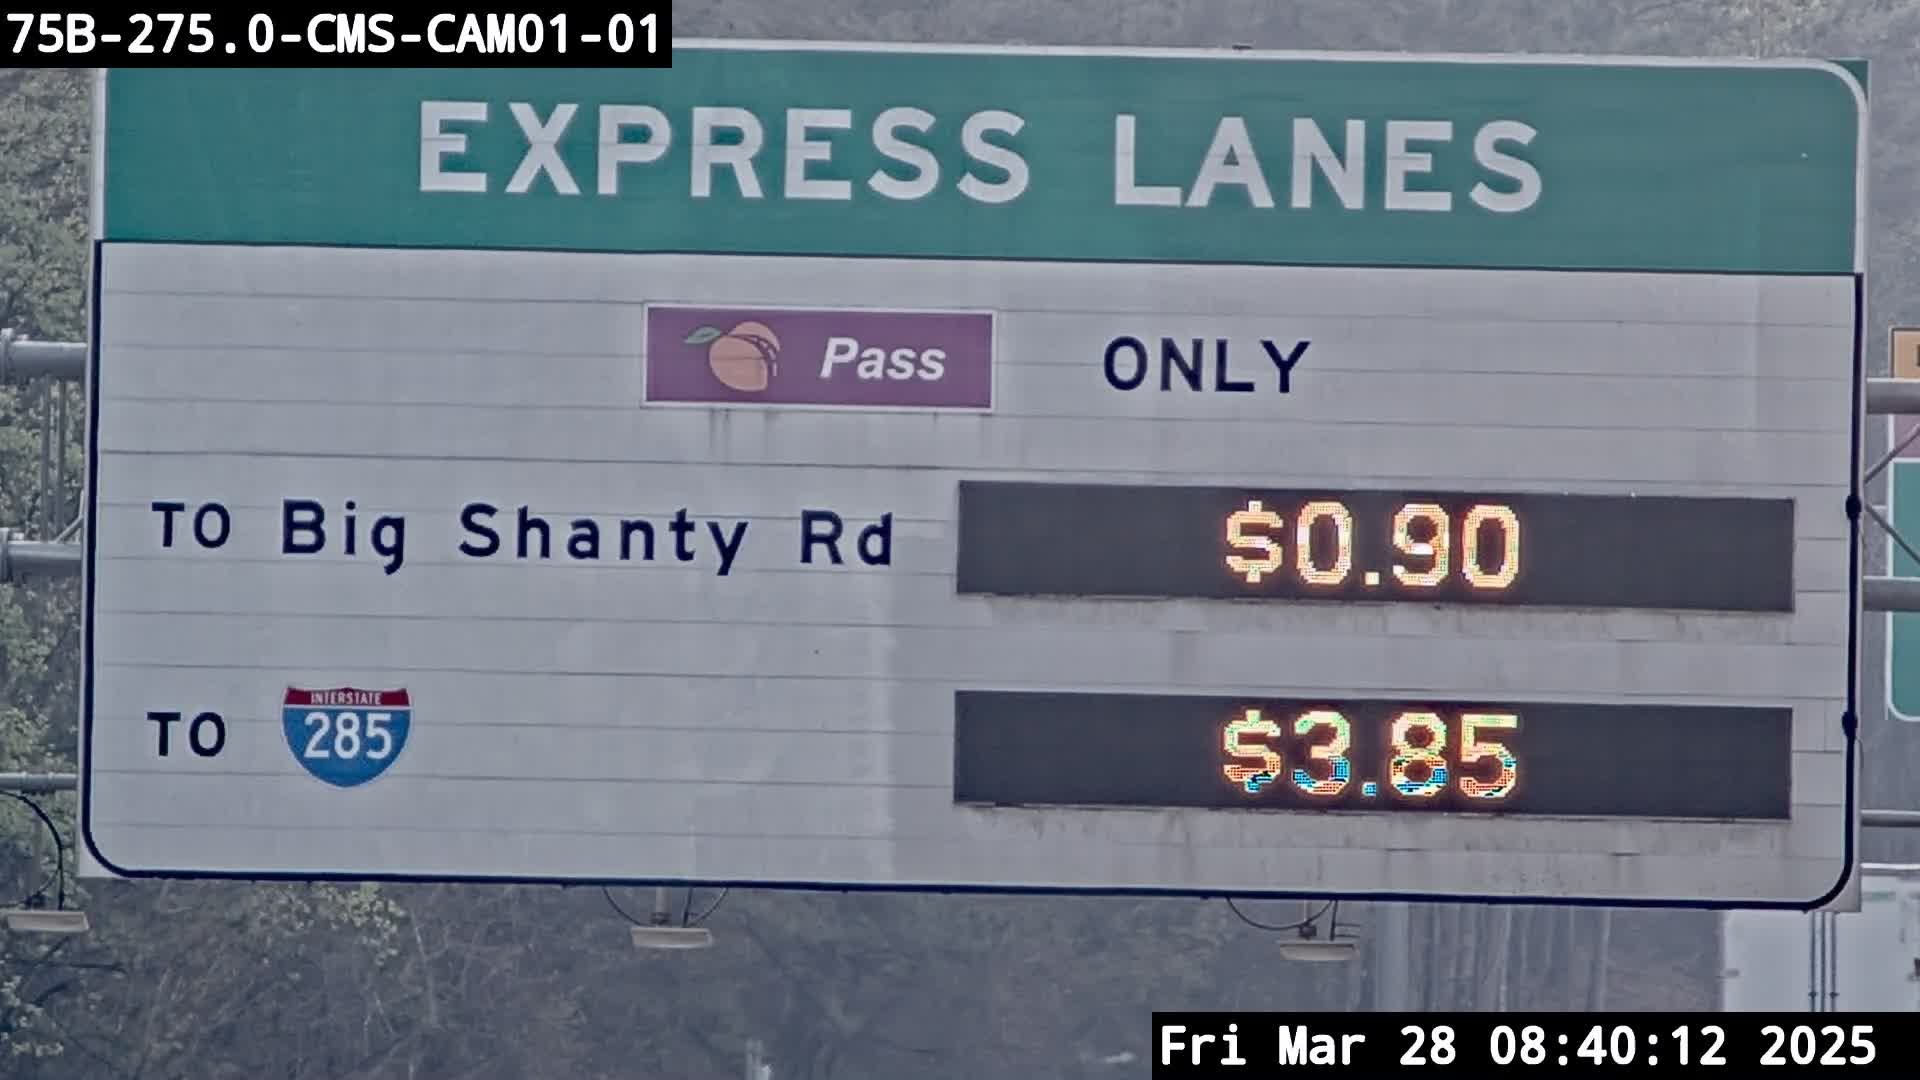 75B-275.0-CMS-CAM01-01
EXPRESS LANES
Pass ONLY
TO Big Shanty Rd $0.90
TO INTERSTATE 285 $3.85
Fri Mar 28 08:40:12 2025